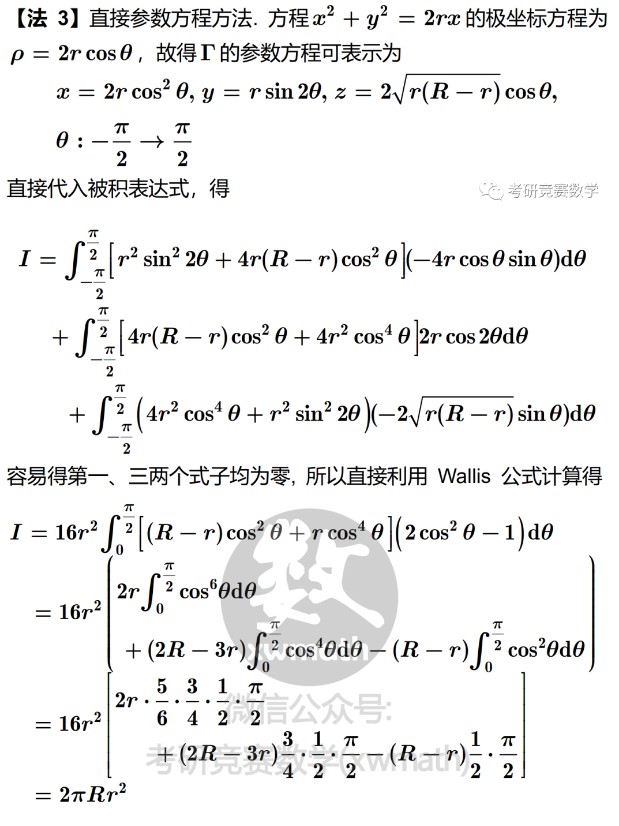 【法 3】直接参数方程方法. 方程 $x^2 + y^2 = 2rx$ 的极坐标方程为
$\rho = 2r\cos\theta$，故得 $\Gamma$ 的参数方程可表示为
$x = 2r\cos^2\theta, y = r\sin 2\theta, z = 2\sqrt{r(R-r)}\cos\theta,$
$\theta : -\frac{\pi}{2} \to \frac{\pi}{2}$
直接代入被积表达式，得
考研竞赛数学
$I = \int_{-\frac{\pi}{2}}^{\frac{\pi}{2}} \left[ r^2\sin^2 2\theta + 4r(R-r)\cos^2\theta \right](-4r\cos\theta\sin\theta)\mathrm{d}\theta$
$+ \int_{-\frac{\pi}{2}}^{\frac{\pi}{2}} \left[ 4r(R-r)\cos^2\theta + 4r^2\cos^4\theta \right] 2r\cos 2\theta\mathrm{d}\theta$
$+ \int_{-\frac{\pi}{2}}^{\frac{\pi}{2}} \left( 4r^2\cos^4\theta + r^2\sin^2 2\theta \right)(-2\sqrt{r(R-r)}\sin\theta)\mathrm{d}\theta$
容易得第一、三两个式子均为零, 所以直接利用 Wallis 公式计算得
$I = 16r^2 \int_0^{\frac{\pi}{2}} \left[ (R-r)\cos^2\theta + r\cos^4\theta \right]\left( 2\cos^2\theta - 1 \right)\mathrm{d}\theta$
$= 16r^2 \left( 2r\int_0^{\frac{\pi}{2}} \cos^6\theta\mathrm{d}\theta \right.$
$\left. + (2R-3r)\int_0^{\frac{\pi}{2}} \cos^4\theta\mathrm{d}\theta - (R-r)\int_0^{\frac{\pi}{2}} \cos^2\theta\mathrm{d}\theta \right)$
$= 16r^2 \left[ 2r \cdot \frac{5}{6} \cdot \frac{3}{4} \cdot \frac{1}{2} \cdot \frac{\pi}{2} \right.$
$\left. + (2R-3r)\frac{3}{4} \cdot \frac{1}{2} \cdot \frac{\pi}{2} - (R-r)\frac{1}{2} \cdot \frac{\pi}{2} \right]$
$= 2\pi Rr^2$
数
xwmath
微信公众号:
考研竞赛数学(xwmath)